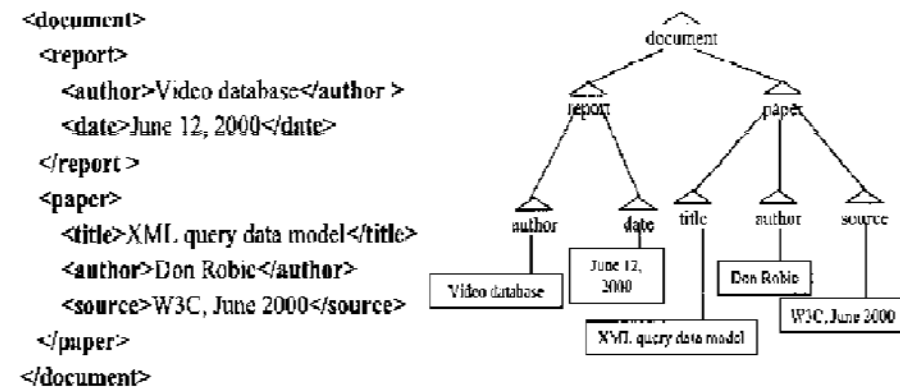 <document>
<report>
<author>Video database</author >
<date>June 12, 2000</date>
</report >
<paper>
<title>XML query data model</title>
<author>Don Robie</author>
<source>W3C, June 2000</source>
</paper>
</document>
document
report
paper
author
date
title
author
source
Video database
June 12,
2000
Don Robie
W3C, June 2000
XML query data model